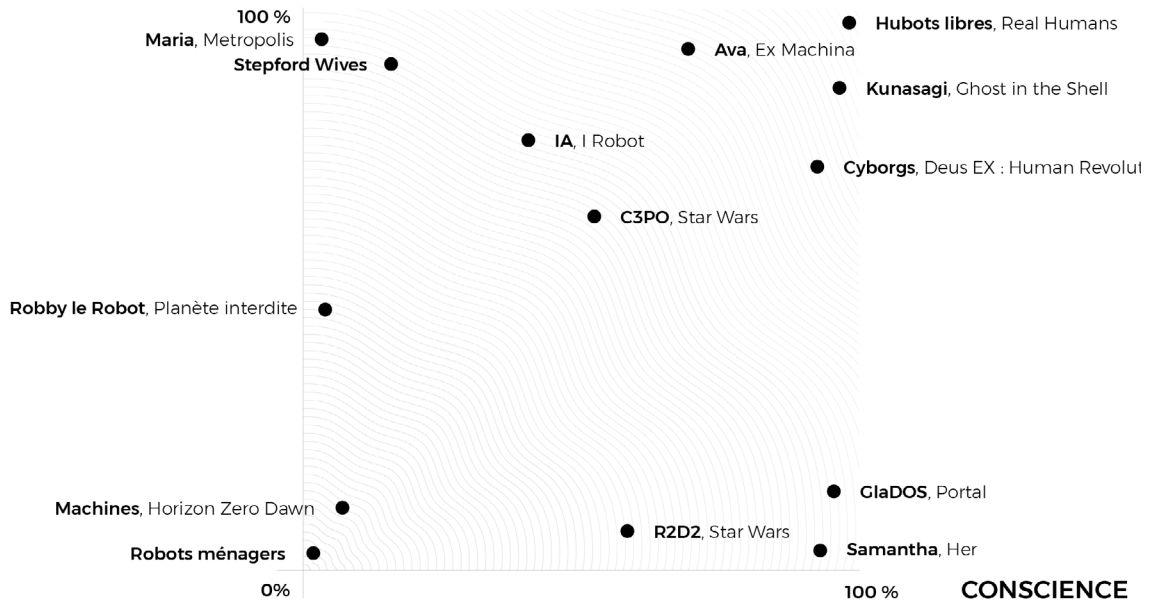 100 %
Hubots libres, Real Humans
Maria, Metropolis
Ava, Ex Machina
Stepford Wives
Kunasagi, Ghost in the Shell
IA, I Robot
Cyborgs, Deus EX : Human Revolut
C3PO, Star Wars
Robby le Robot, Planète interdite
GlaDOS, Portal
Machines, Horizon Zero Dawn
R2D2, Star Wars
Samantha, Her
Robots ménagers
0%
100 %
CONSCIENCE